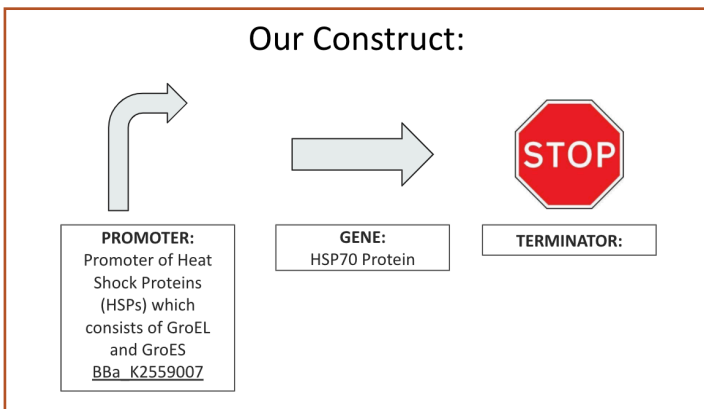 Our Construct:
STOP
PROMOTER:
Promoter of Heat
Shock Proteins
(HSPs) which
consists of GroEL
and GroES
BBa_K2559007
GENE:
HSP70 Protein
TERMINATOR: